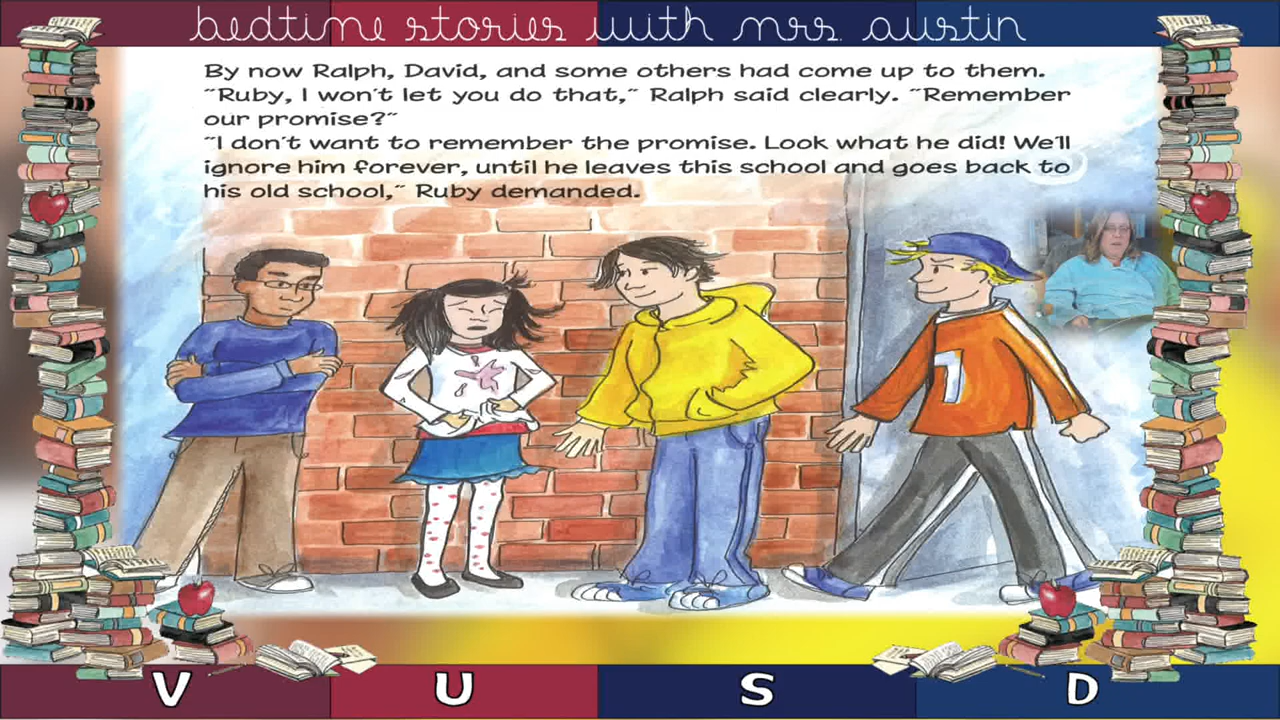 bedtime stories with mrs. austin
By now Ralph, David, and some others had come up to them.
"Ruby, I won't let you do that," Ralph said clearly. "Remember
our promise?"
"I don't want to remember the promise. Look what he did! We'll
ignore him forever, until he leaves this school and goes back to
his old school," Ruby demanded.
1
V U S D